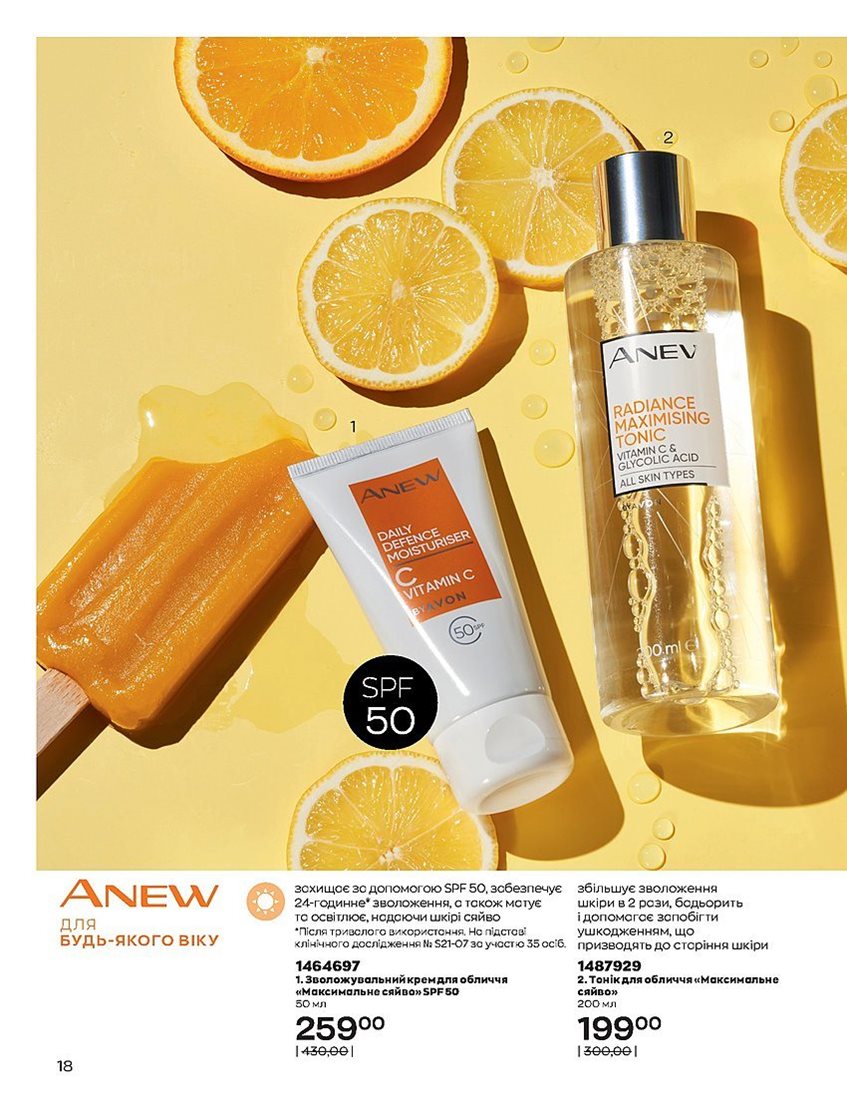 2
ANEW
RADIANCE
MAXIMISING
TONIC
VITAMIN C &
GLYCOLIC ACID
ALL SKIN TYPES
BY AVON
200 ml e
1
ANEW
DAILY
DEFENCE
MOISTURISER
C
VITAMIN C
BY AVON
50 SPF
SPF
50
ANEW
ДЛЯ
БУДЬ-ЯКОГО ВІКУ
захищає за допомогою SPF 50, забезпечує
24-годинне* зволоження, а також матує
та освітлює, надаючи шкірі сяйво
*Після тривалого використання. На підставі
клінічного дослідження № S21-07 за участю 35 осіб.
1464697
1. Зволожувальний крем для обличчя
«Максимальне сяйво» SPF 50
50 мл
259⁰⁰
| 430,00 |
збільшує зволоження
шкіри в 2 рази, бадьорить
і допомагає запобігти
ушкодженням, що
призводять до старіння шкіри
1487929
2. Тонік для обличчя «Максимальне
сяйво»
200 мл
199⁰⁰
| 300,00 |
18